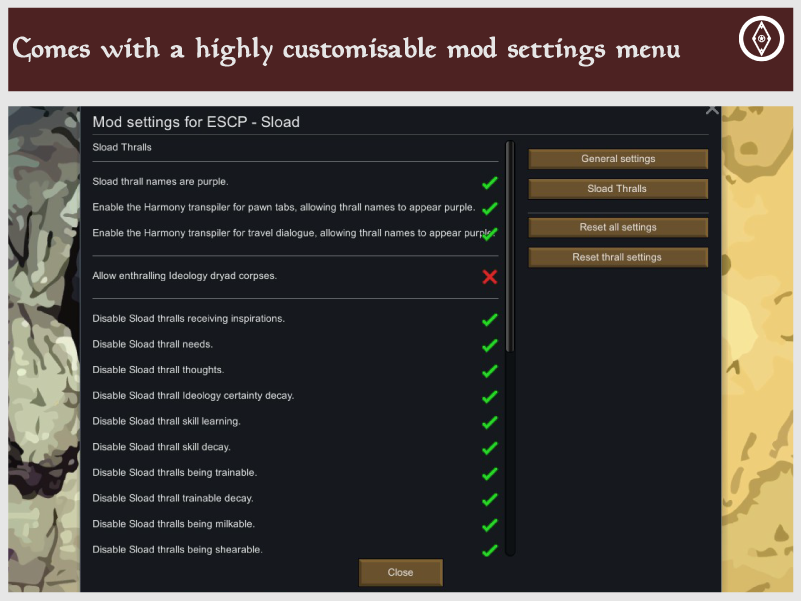 Comes with a highly customisable mod settings menu
Mod settings for ESCP - Sload
Sload Thralls
Sload thrall names are purple.
Enable the Harmony transpiler for pawn tabs, allowing thrall names to appear purple.
Enable the Harmony transpiler for travel dialogue, allowing thrall names to appear purple.
Allow enthralling Ideology dryad corpses.
Disable Sload thralls receiving inspirations.
Disable Sload thrall needs.
Disable Sload thrall thoughts.
Disable Sload thrall Ideology certainty decay.
Disable Sload thrall skill learning.
Disable Sload thrall skill decay.
Disable Sload thralls being trainable.
Disable Sload thrall trainable decay.
Disable Sload thralls being milkable.
Disable Sload thralls being shearable.
General settings
Sload Thralls
Reset all settings
Reset thrall settings
Close